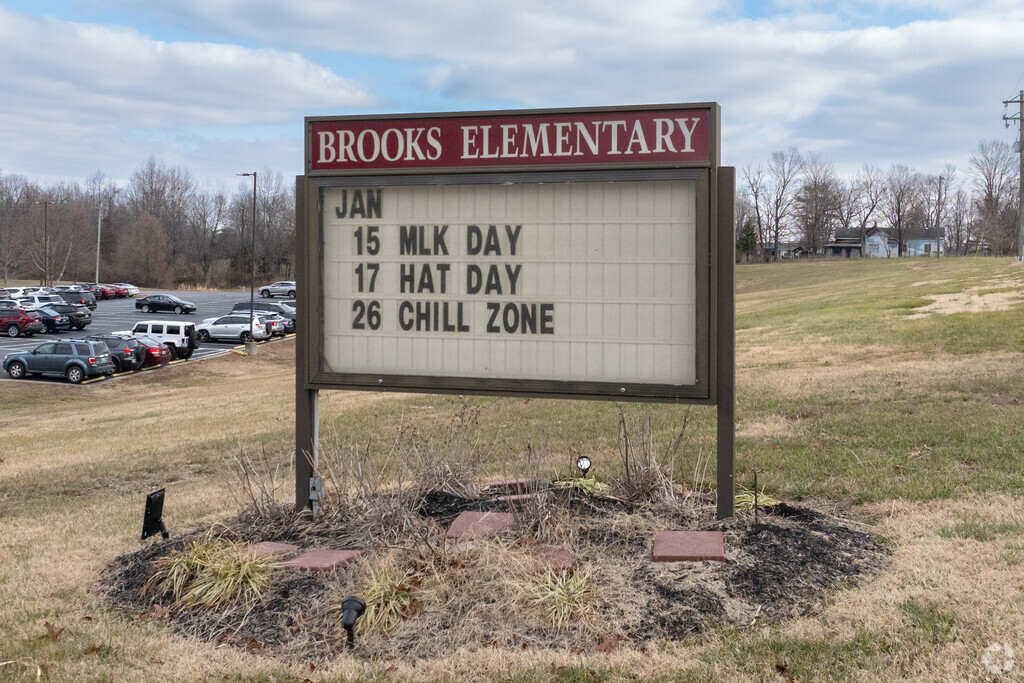 BROOKS ELEMENTARY
JAN
15 MLK DAY
17 HAT DAY
26 CHILL ZONE